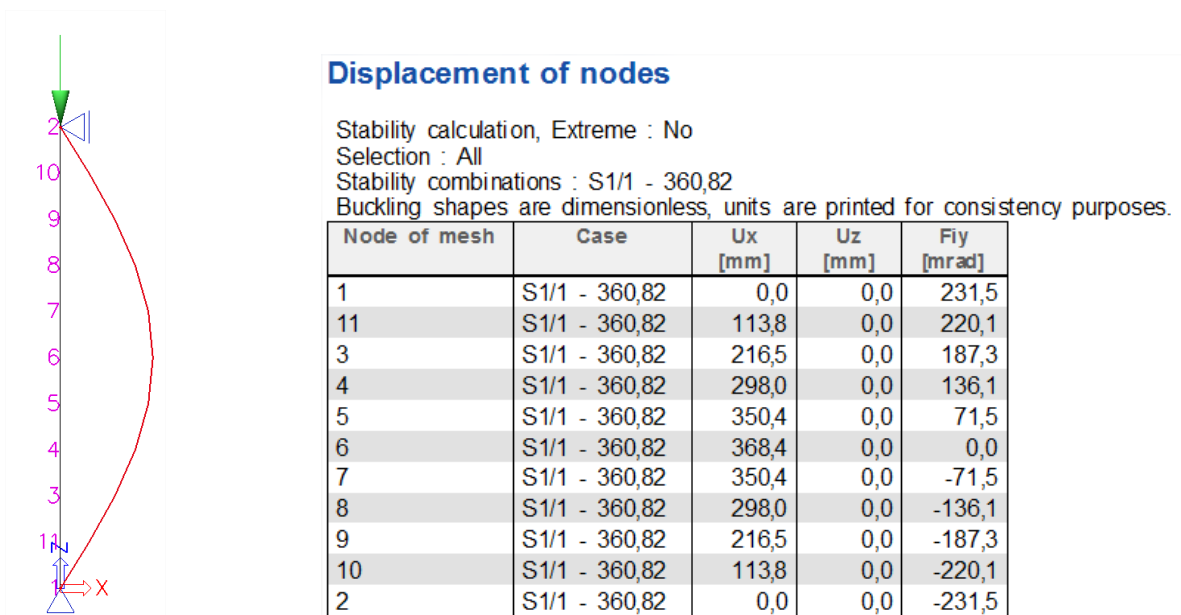 2
10
9
8
7
6
5
4
3
11
Z
1
X
Displacement of nodes
Stability calculation, Extreme : No
Selection : All
Stability combinations : S1/1 - 360,82
Buckling shapes are dimensionless, units are printed for consistency purposes.
Node of mesh Case Ux Uz Fiy
[mm] [mm] [mrad]
1 S1/1 - 360,82 0,0 0,0 231,5
11 S1/1 - 360,82 113,8 0,0 220,1
3 S1/1 - 360,82 216,5 0,0 187,3
4 S1/1 - 360,82 298,0 0,0 136,1
5 S1/1 - 360,82 350,4 0,0 71,5
6 S1/1 - 360,82 368,4 0,0 0,0
7 S1/1 - 360,82 350,4 0,0 -71,5
8 S1/1 - 360,82 298,0 0,0 -136,1
9 S1/1 - 360,82 216,5 0,0 -187,3
10 S1/1 - 360,82 113,8 0,0 -220,1
2 S1/1 - 360,82 0,0 0,0 -231,5